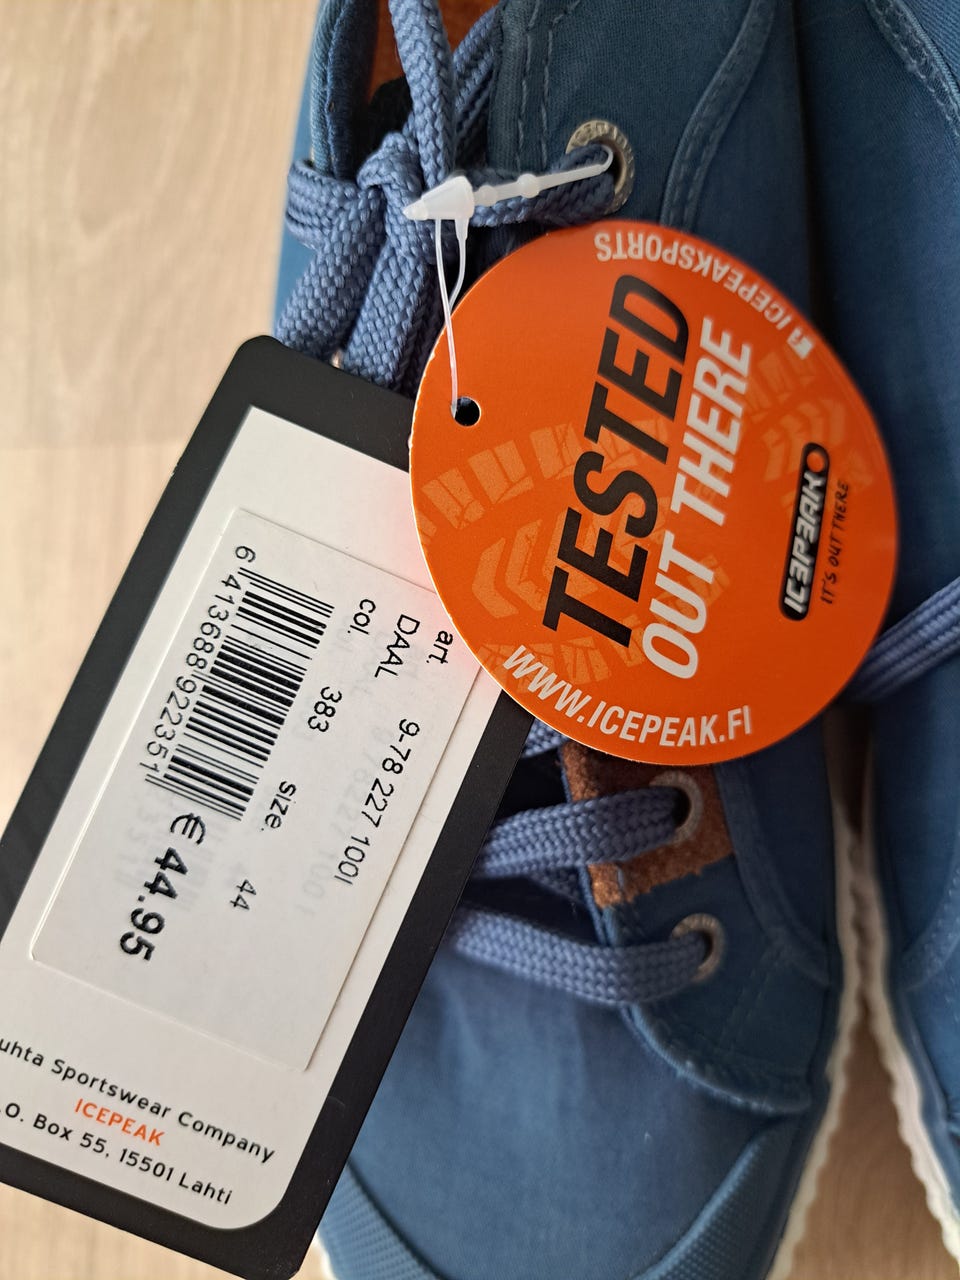 TESTED
OUT THERE
ICEPEAKSPORTS
ICEPEAK
IT'S OUT THERE
WWW.ICEPEAK.FI
art. 9-78 227 100I
DAAL
col. 383 size. 44
6 413688 922351
€ 44.95
uhta Sportswear Company
ICEPEAK
.O. Box 55, 15501 Lahti